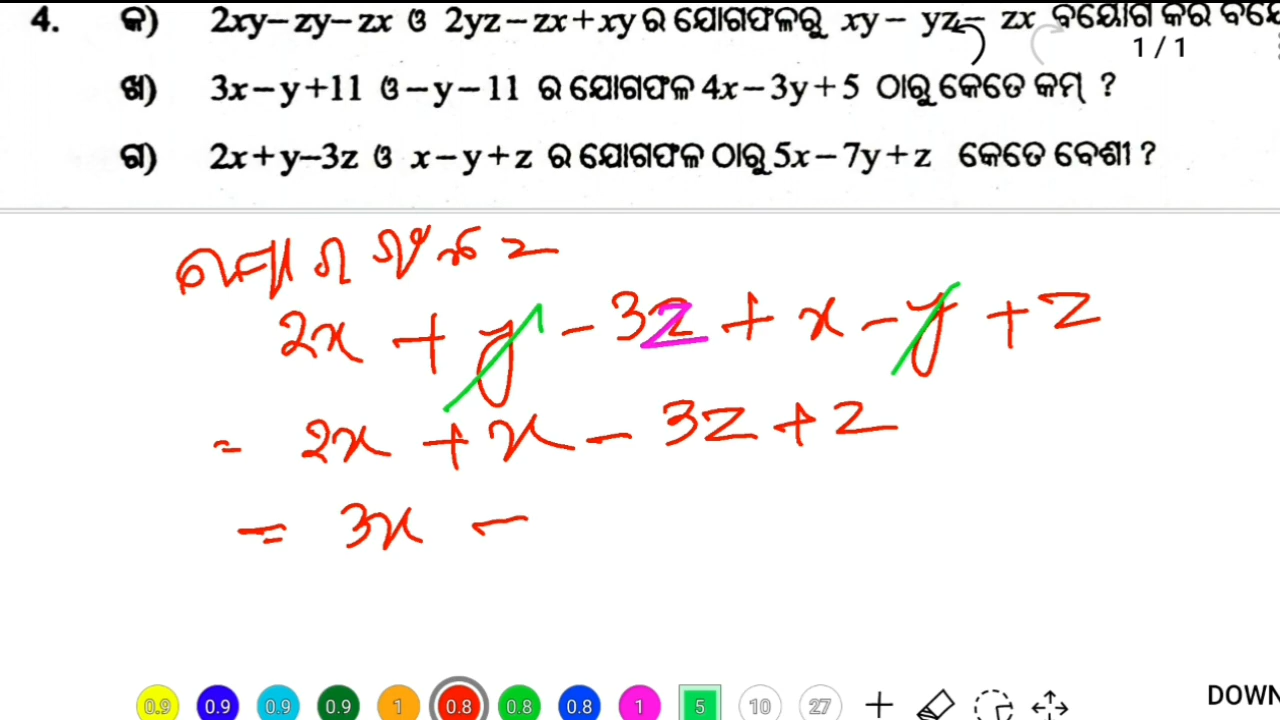 4. କ) 2xy−zy−zx ଓ 2yz−zx+xy ର ଯୋଗଫଳରୁ xy− yz− zx ବିୟୋଗ କର
1 / 1
ଖ) 3x−y+11 ଓ −y−11 ର ଯୋଗଫଳ 4x−3y+5 ଠାରୁ କେତେ କମ୍ ?
ଗ) 2x+y−3z ଓ x−y+z ର ଯୋଗଫଳ ଠାରୁ 5x−7y+z କେତେ ବେଶୀ ?
2x + y − 3z + x − y + z
= 2x + x − 3z + z
= 3x −
0.9 0.9 0.9 0.9 1 0.8 0.8 0.8 1 5 10 27
DOWN